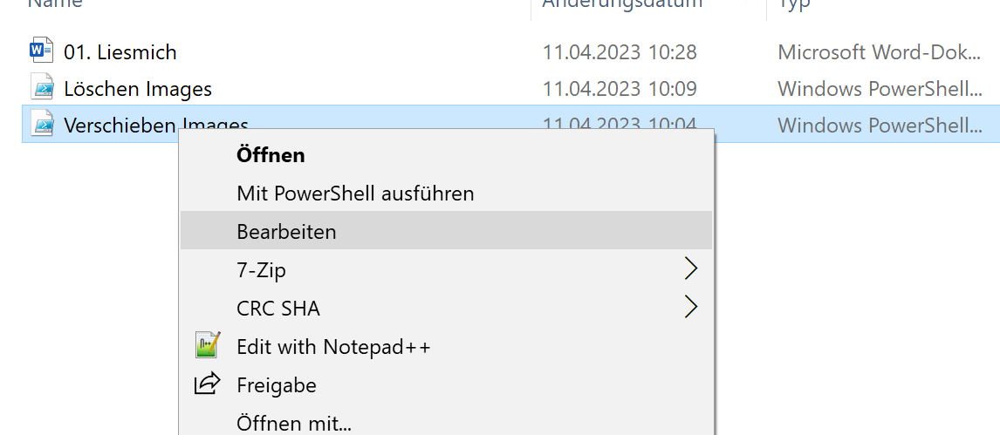 Name Änderungsdatum Typ
01. Liesmich 11.04.2023 10:28 Microsoft Word-Dok...
Löschen Images 11.04.2023 10:09 Windows PowerShell...
Verschieben Images 11.04.2023 10:04 Windows PowerShell...
Öffnen
Mit PowerShell ausführen
Bearbeiten
7-Zip
CRC SHA
Edit with Notepad++
Freigabe
Öffnen mit...